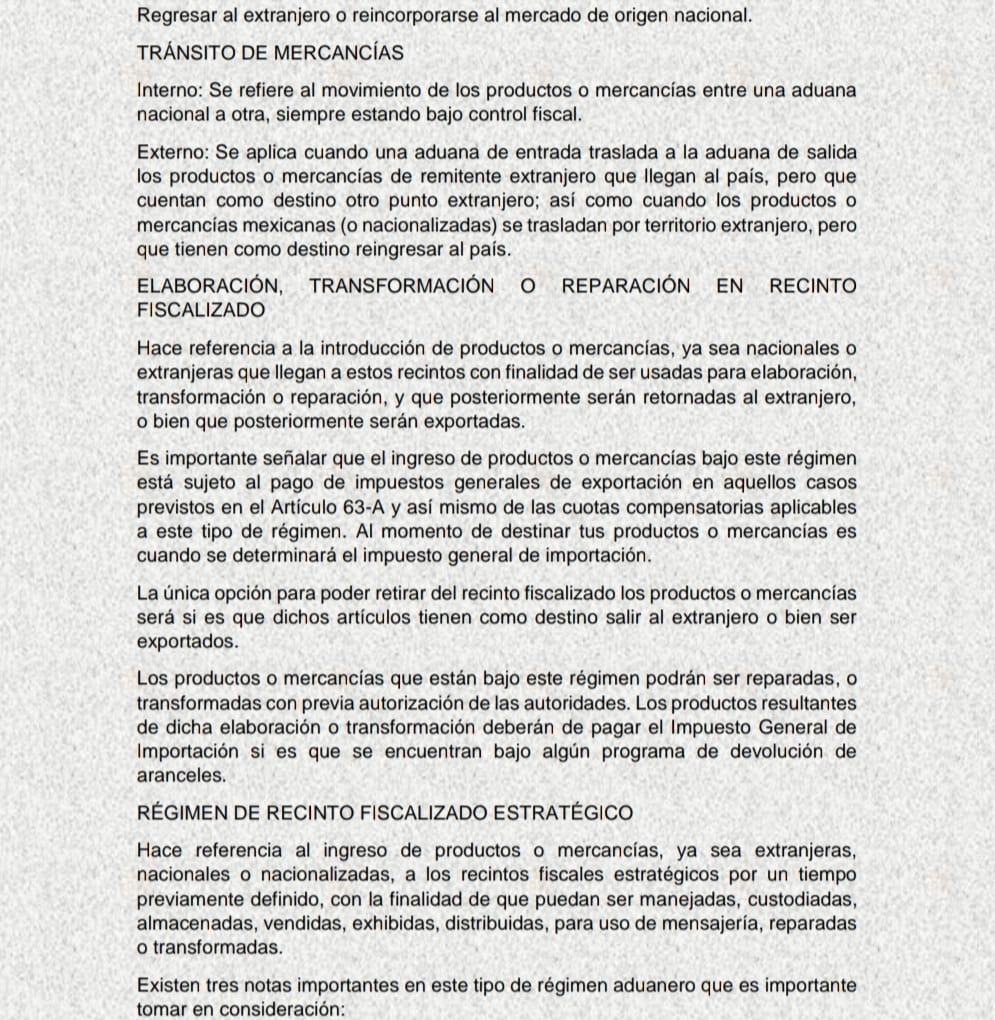 Regresar al extranjero o reincorporarse al mercado de origen nacional.
TRÁNSITO DE MERCANCÍAS
Interno: Se refiere al movimiento de los productos o mercancías entre una aduana
nacional a otra, siempre estando bajo control fiscal.
Externo: Se aplica cuando una aduana de entrada traslada a la aduana de salida
los productos o mercancías de remitente extranjero que llegan al país, pero que
cuentan como destino otro punto extranjero; así como cuando los productos o
mercancías mexicanas (o nacionalizadas) se trasladan por territorio extranjero, pero
que tienen como destino reingresar al país.
ELABORACIÓN, TRANSFORMACIÓN O REPARACIÓN EN RECINTO
FISCALIZADO
Hace referencia a la introducción de productos o mercancías, ya sea nacionales o
extranjeras que llegan a estos recintos con finalidad de ser usadas para elaboración,
transformación o reparación, y que posteriormente serán retornadas al extranjero,
o bien que posteriormente serán exportadas.
Es importante señalar que el ingreso de productos o mercancías bajo este régimen
está sujeto al pago de impuestos generales de exportación en aquellos casos
previstos en el Artículo 63-A y así mismo de las cuotas compensatorias aplicables
a este tipo de régimen. Al momento de destinar tus productos o mercancías es
cuando se determinará el impuesto general de importación.
La única opción para poder retirar del recinto fiscalizado los productos o mercancías
será si es que dichos artículos tienen como destino salir al extranjero o bien ser
exportados.
Los productos o mercancías que están bajo este régimen podrán ser reparadas, o
transformadas con previa autorización de las autoridades. Los productos resultantes
de dicha elaboración o transformación deberán de pagar el Impuesto General de
Importación si es que se encuentran bajo algún programa de devolución de
aranceles.
RÉGIMEN DE RECINTO FISCALIZADO ESTRATÉGICO
Hace referencia al ingreso de productos o mercancías, ya sea extranjeras,
nacionales o nacionalizadas, a los recintos fiscales estratégicos por un tiempo
previamente definido, con la finalidad de que puedan ser manejadas, custodiadas,
almacenadas, vendidas, exhibidas, distribuidas, para uso de mensajería, reparadas
o transformadas.
Existen tres notas importantes en este tipo de régimen aduanero que es importante
tomar en consideración: